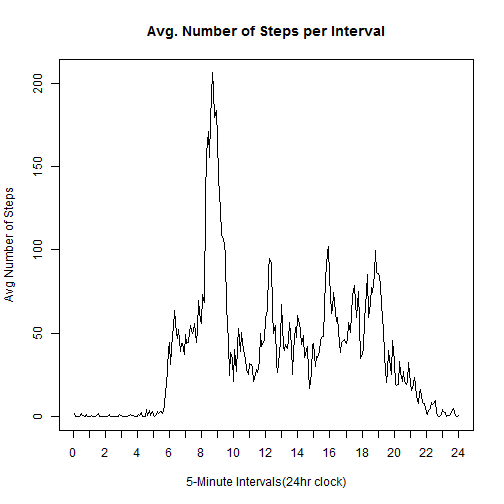 Avg. Number of Steps per Interval
Avg Number of Steps
200
150
100
50
0
0 2 4 6 8 10 12 14 16 18 20 22 24
5-Minute Intervals(24hr clock)